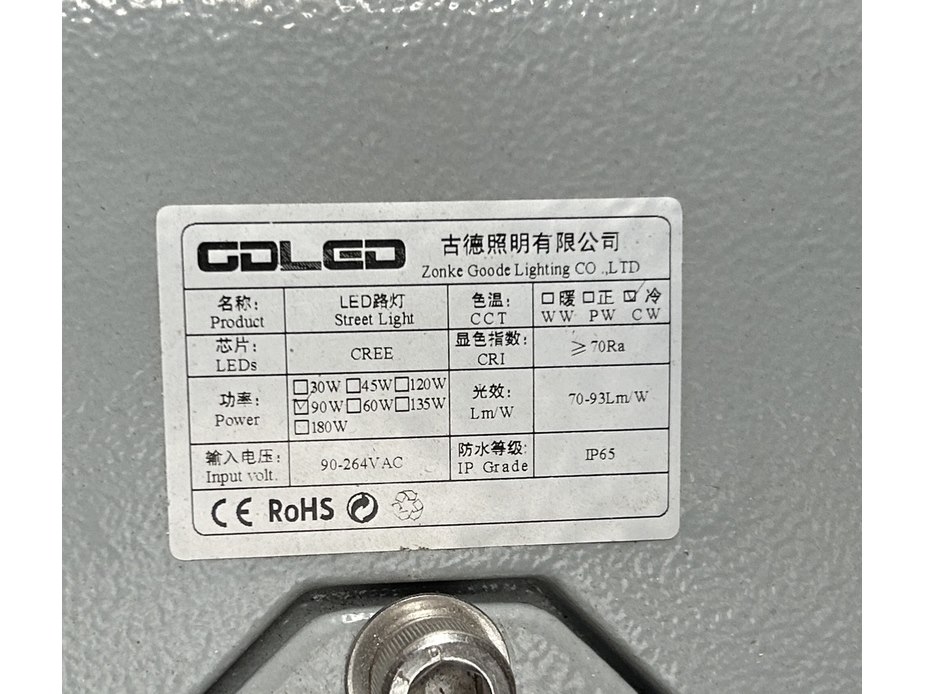 GDLED 古德照明有限公司
Zonke Goode Lighting CO .,LTD
名称: LED路灯 色温: □暖 □正 ☑冷
Product Street Light CCT WW PW CW
芯片: CREE 显色指数: ≥70Ra
LEDs CRI
功率: □30W □45W □120W 光效: 70-93Lm/W
Power ☑90W □60W □135W Lm/W
□180W
输入电压: 90-264VAC 防水等级: IP65
Input volt. IP Grade
CE RoHS